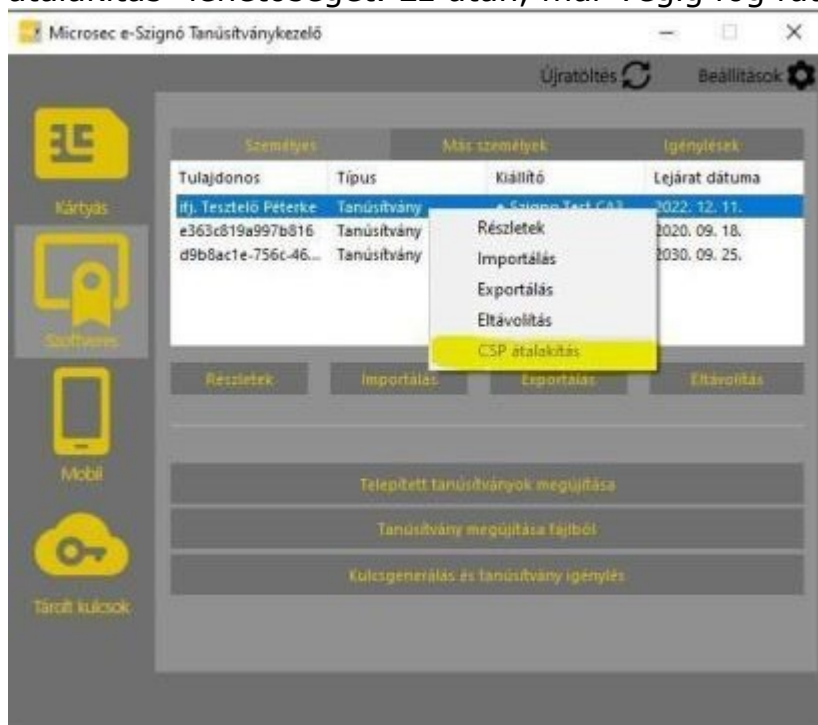 átalakítás" lehetőséget. Ez után, már végig fog
Microsec e-Szignó Tanúsítványkezelő
Újratöltés Beállítások
Személyes Más személyek Igénylések
Tulajdonos Típus Kiállító Lejárat dátuma
ifj. Tesztelő Péterke Tanúsítvány e-Szigno Test CA3 2022. 12. 11.
e363c819a997b816 Tanúsítvány 2020. 09. 18.
d9b8ac1e-756c-46... Tanúsítvány 2030. 09. 25.
Részletek
Importálás
Exportálás
Eltávolítás
CSP átalakítás
Részletek Importálás Exportálás Eltávolítás
Telepített tanúsítványok megújítása
Tanúsítvány megújítása fájlból
Kulcsgenerálás és tanúsítvány igénylés
Kártyás
Szoftveres
Mobil
Tárolt kulcsok